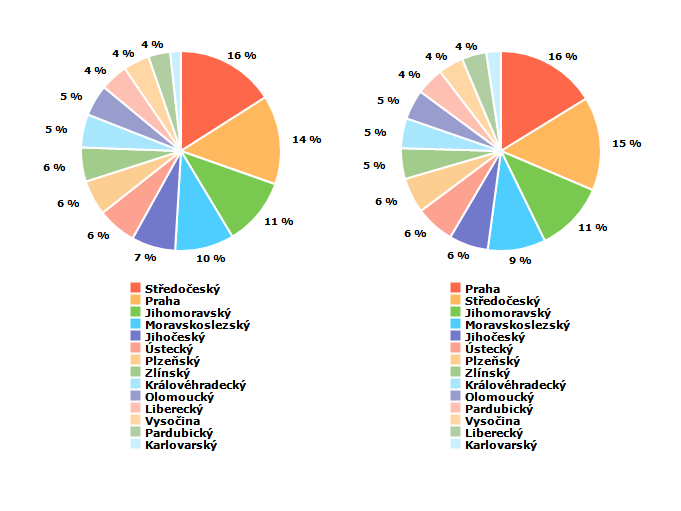 16 %
14 %
11 %
10 %
7 %
6 %
6 %
6 %
5 %
5 %
4 %
4 %
4 %
Středočeský
Praha
Jihomoravský
Moravskoslezský
Jihočeský
Ústecký
Plzeňský
Zlínský
Královéhradecký
Olomoucký
Liberecký
Vysočina
Pardubický
Karlovarský
16 %
15 %
11 %
9 %
6 %
6 %
6 %
5 %
5 %
5 %
4 %
4 %
4 %
Praha
Středočeský
Jihomoravský
Moravskoslezský
Jihočeský
Ústecký
Plzeňský
Zlínský
Královéhradecký
Olomoucký
Pardubický
Vysočina
Liberecký
Karlovarský